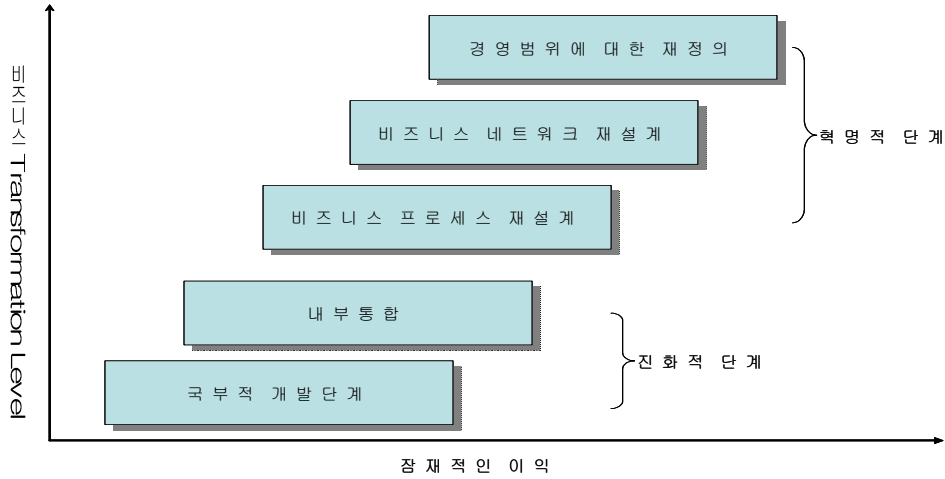 경영범위에 대한 재정의
비즈니스 네트워크 재설계
혁명적 단계
비즈니스 프로세스 재설계
내부통합
진화적 단계
국부적 개발단계
비즈니스 Transformation Level
잠재적인 이익